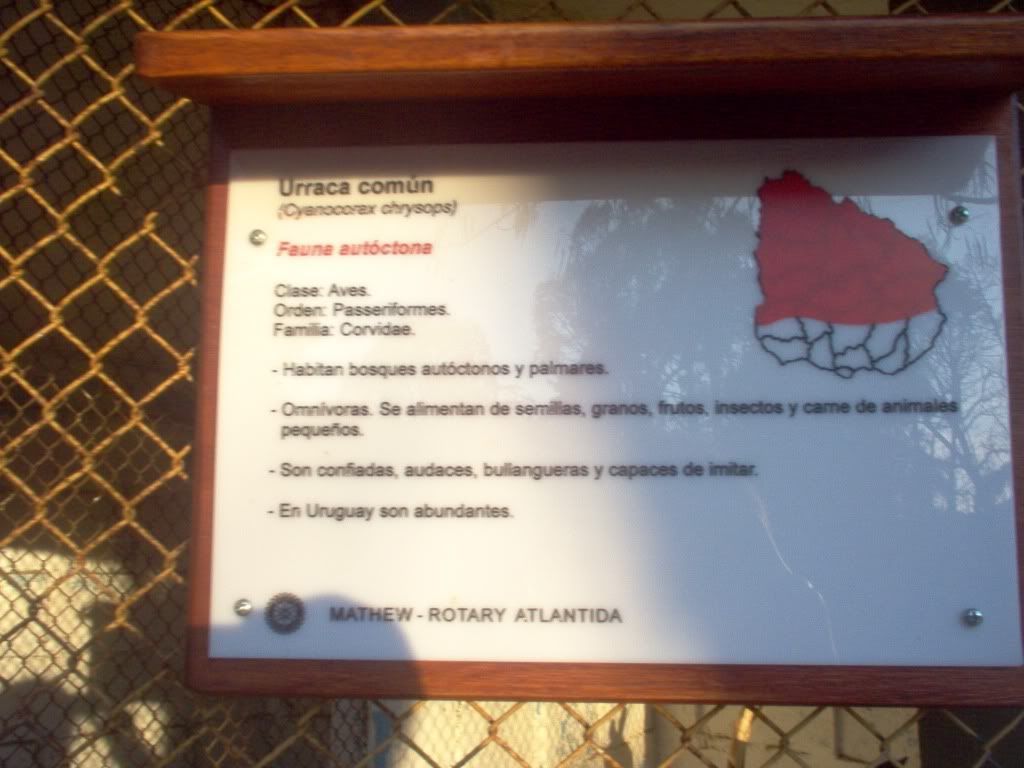 Urraca común
(Cyanocorax chrysops)
Fauna autóctona
Clase: Aves.
Orden: Passeriformes.
Familia: Corvidae.
- Habitan bosques autóctonos y palmares.
- Omnívoras. Se alimentan de semillas, granos, frutos, insectos y carne de animales
pequeños.
- Son confiadas, audaces, bullangueras y capaces de imitar.
- En Uruguay son abundantes.
MATHEW - ROTARY ATLANTIDA